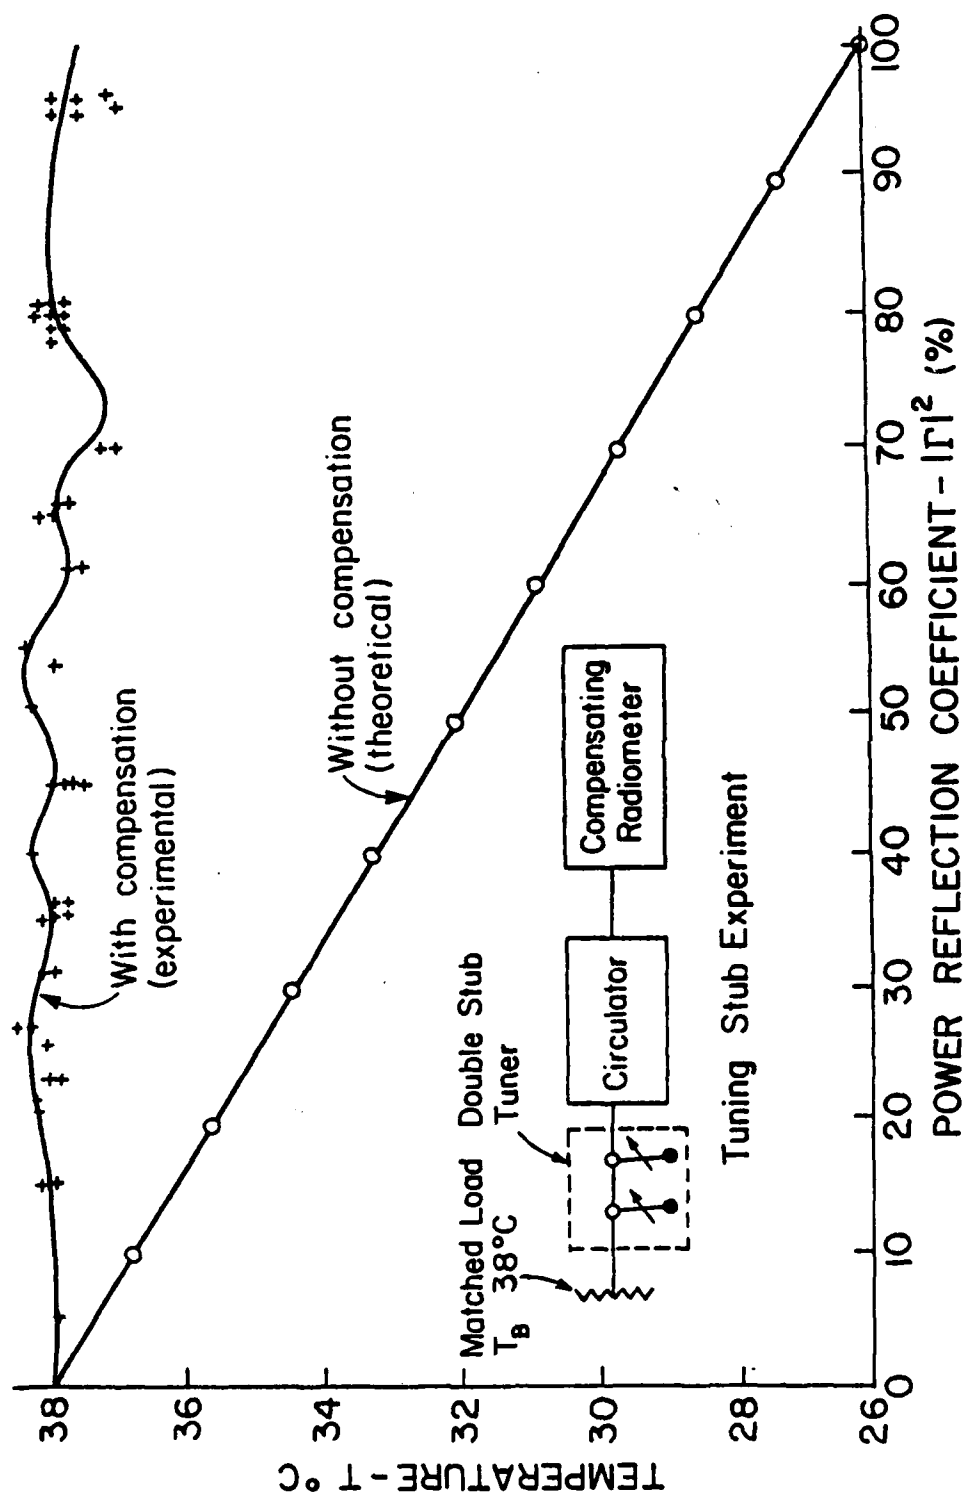 TEMPERATURE - T °C
38
36
34
32
30
28
26
With compensation
(experimental)
Without compensation
(theoretical)
Matched Load
T_B 38°C
Double Stub
Tuner
Circulator
Compensating
Radiometer
Tuning Stub Experiment
0 10 20 30 40 50 60 70 80 90 100
POWER REFLECTION COEFFICIENT - |Γ|² (%)